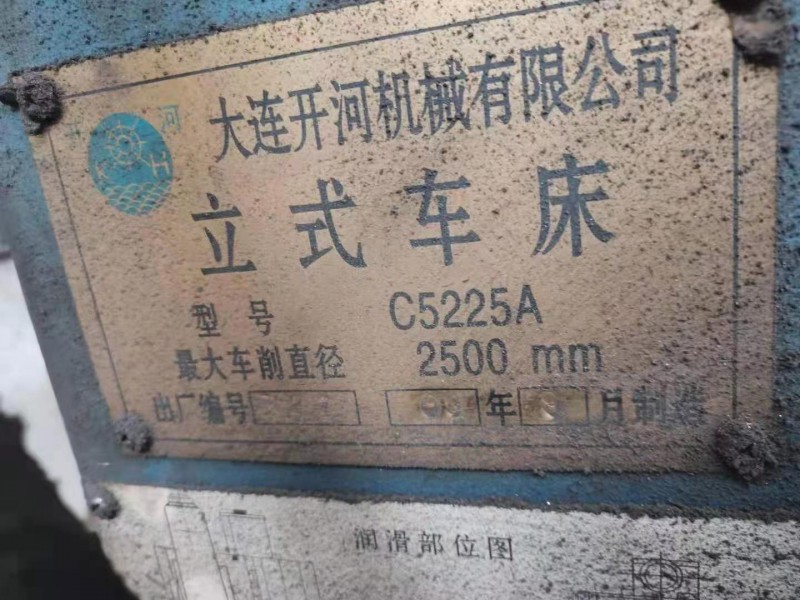 开 河
K H
大连开河机械有限公司
立式车床
型号 C5225A
最大车削直径 2500 mm
出厂编号 年 月制造
润滑部位图